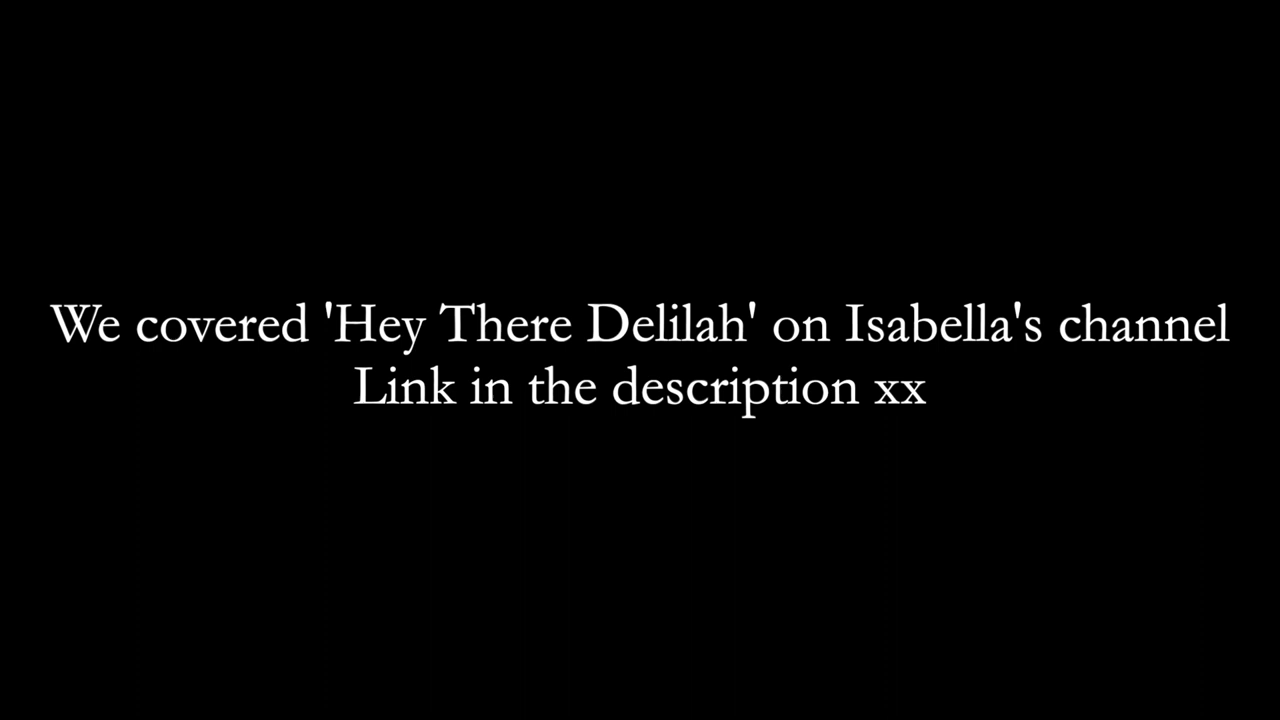 We covered 'Hey There Delilah' on Isabella's channel
Link in the description xx